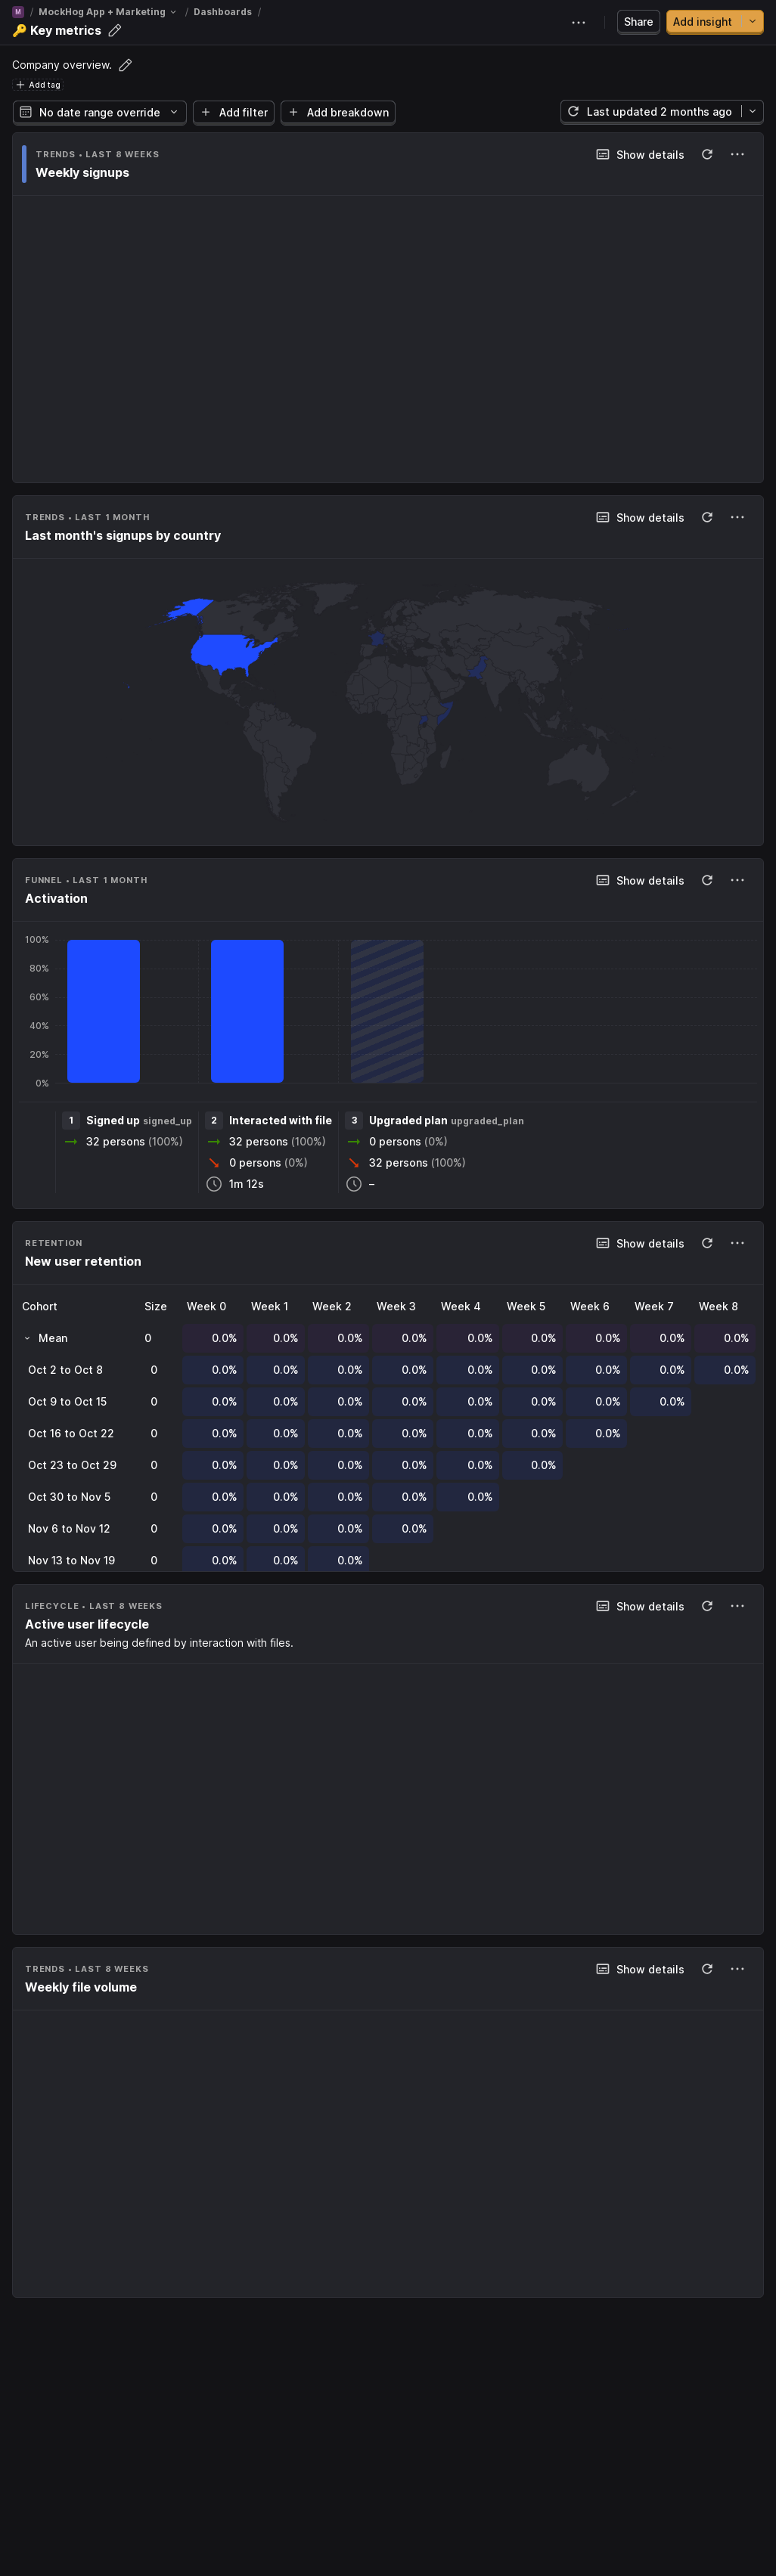 M / MockHog App + Marketing / Dashboards /
🔑 Key metrics
Share
Add insight
Company overview.
Add tag
No date range override
Add filter
Add breakdown
Last updated 2 months ago
TRENDS • LAST 8 WEEKS
Show details
Weekly signups
TRENDS • LAST 1 MONTH
Show details
Last month's signups by country
FUNNEL • LAST 1 MONTH
Show details
Activation
100%
80%
60%
40%
20%
0%
1 Signed up signed_up
32 persons (100%)
2 Interacted with file
32 persons (100%)
0 persons (0%)
1m 12s
3 Upgraded plan upgraded_plan
0 persons (0%)
32 persons (100%)
–
RETENTION
Show details
New user retention
Cohort Size Week 0 Week 1 Week 2 Week 3 Week 4 Week 5 Week 6 Week 7 Week 8
Mean 0 0.0% 0.0% 0.0% 0.0% 0.0% 0.0% 0.0% 0.0% 0.0%
Oct 2 to Oct 8 0 0.0% 0.0% 0.0% 0.0% 0.0% 0.0% 0.0% 0.0% 0.0%
Oct 9 to Oct 15 0 0.0% 0.0% 0.0% 0.0% 0.0% 0.0% 0.0% 0.0%
Oct 16 to Oct 22 0 0.0% 0.0% 0.0% 0.0% 0.0% 0.0% 0.0%
Oct 23 to Oct 29 0 0.0% 0.0% 0.0% 0.0% 0.0% 0.0%
Oct 30 to Nov 5 0 0.0% 0.0% 0.0% 0.0% 0.0%
Nov 6 to Nov 12 0 0.0% 0.0% 0.0% 0.0%
Nov 13 to Nov 19 0 0.0% 0.0% 0.0%
LIFECYCLE • LAST 8 WEEKS
Show details
Active user lifecycle
An active user being defined by interaction with files.
TRENDS • LAST 8 WEEKS
Show details
Weekly file volume